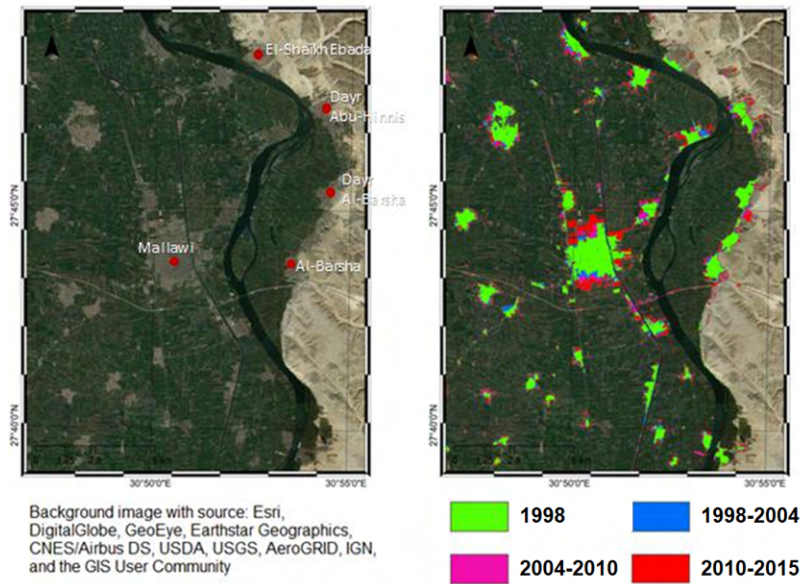 El-Shaikh Ebada
Dayr
Abu-Hinnis
Dayr
Al-Barsha
Mallawi
Al-Barsha
27°45'0"N
27°40'0"N
30°50'0"E
30°55'0"E
27°45'0"N
27°40'0"N
30°50'0"E
30°55'0"E
Background image with source: Esri,
DigitalGlobe, GeoEye, Earthstar Geographics,
CNES/Airbus DS, USDA, USGS, AeroGRID, IGN,
and the GIS User Community
1998
1998-2004
2004-2010
2010-2015